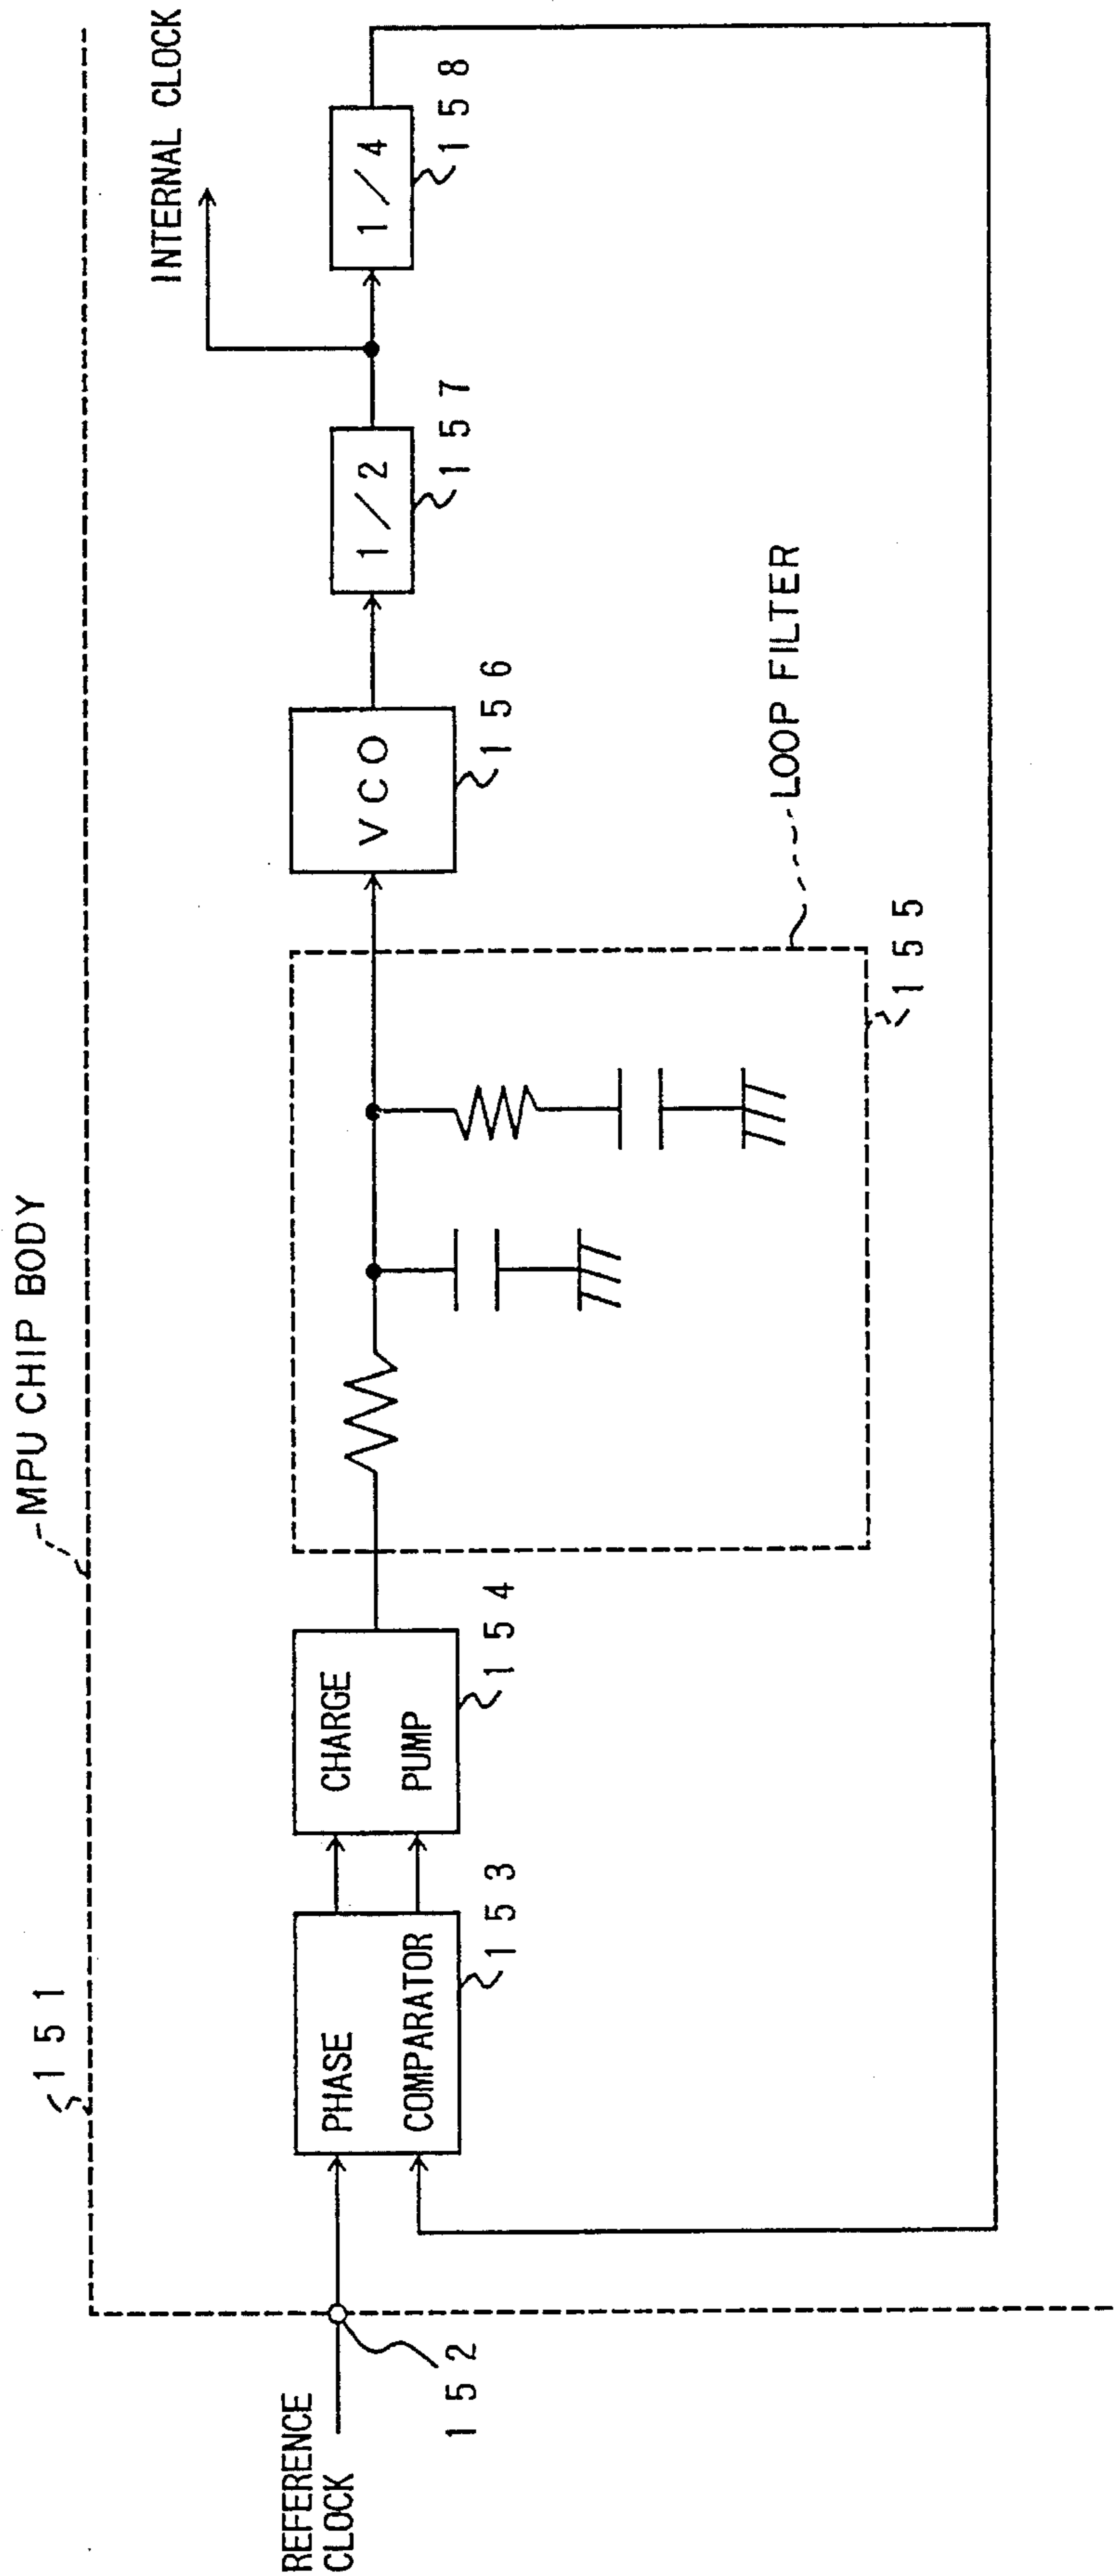 MPU CHIP BODY
151
INTERNAL CLOCK
REFERENCE
CLOCK
152
PHASE
COMPARATOR
153
CHARGE
PUMP
154
LOOP FILTER
155
VCO
156
1/2
157
1/4
158